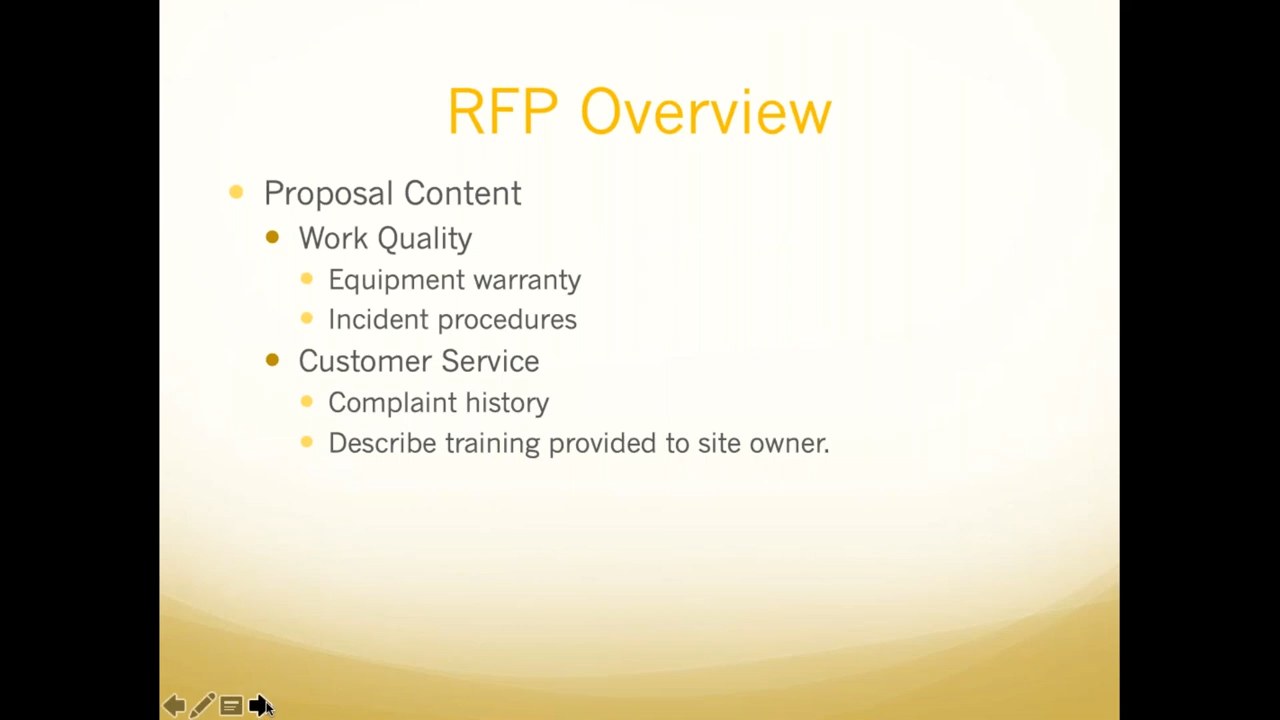 RFP Overview
Proposal Content
Work Quality
Equipment warranty
Incident procedures
Customer Service
Complaint history
Describe training provided to site owner.